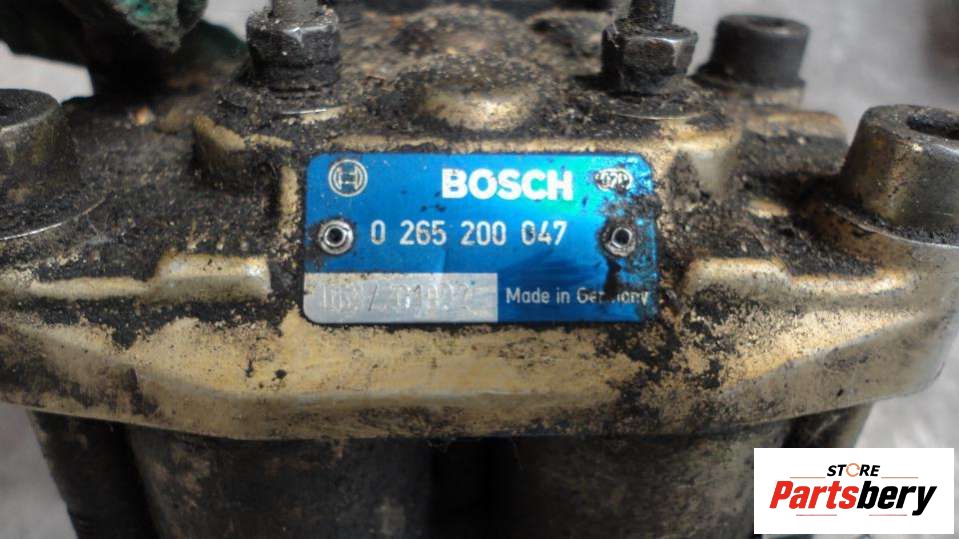 BOSCH
0 265 200 047
Made in Germany
STORE
Partsbery